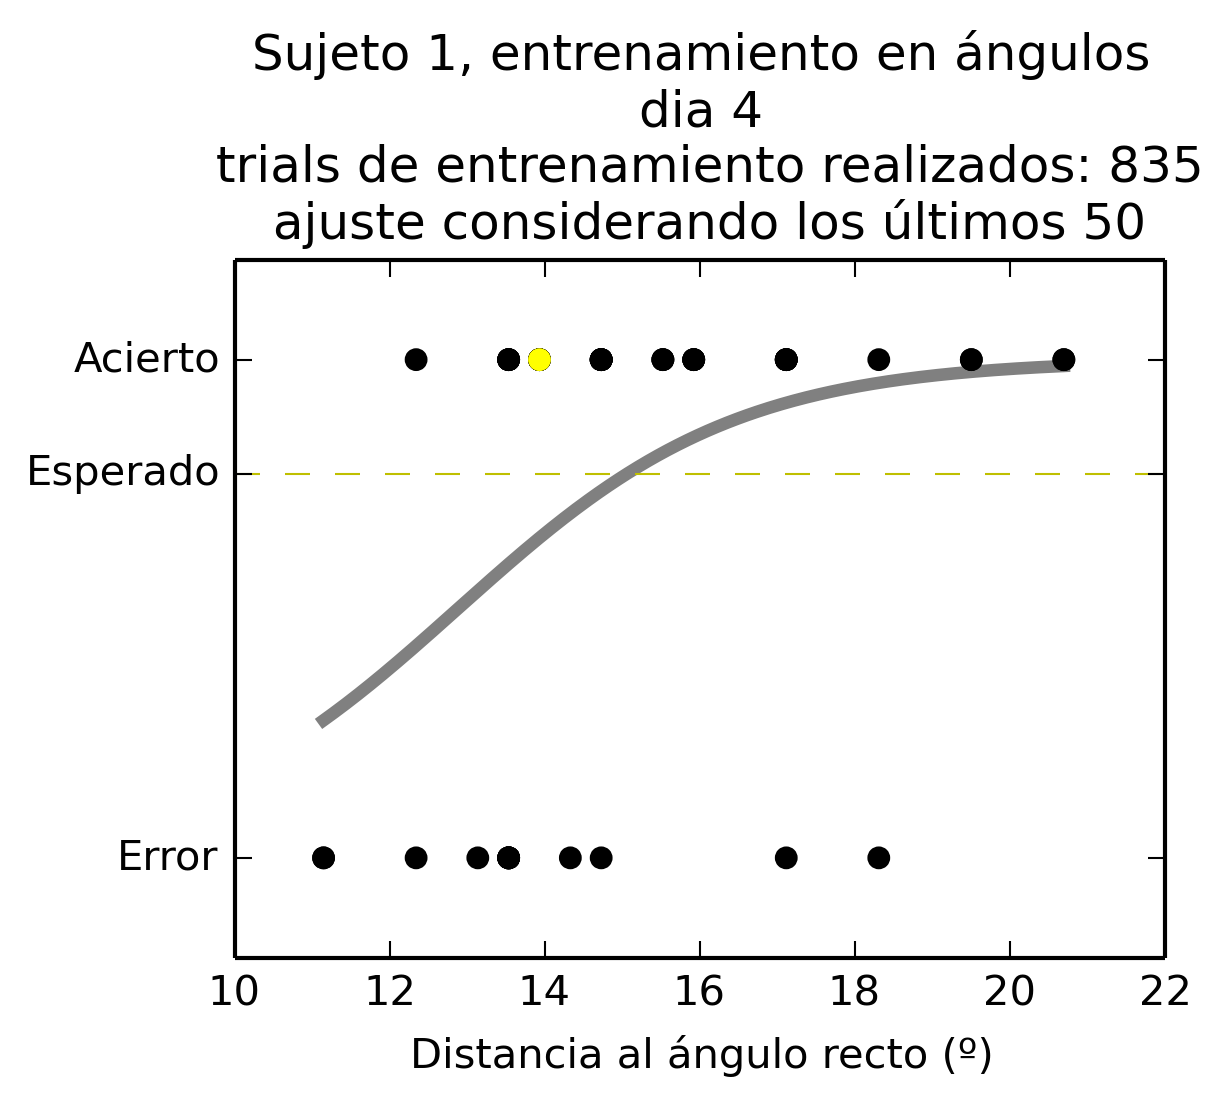 Sujeto 1, entrenamiento en ángulos
dia 4
trials de entrenamiento realizados: 835
ajuste considerando los últimos 50
Acierto
Esperado
Error
10 12 14 16 18 20 22
Distancia al ángulo recto (º)